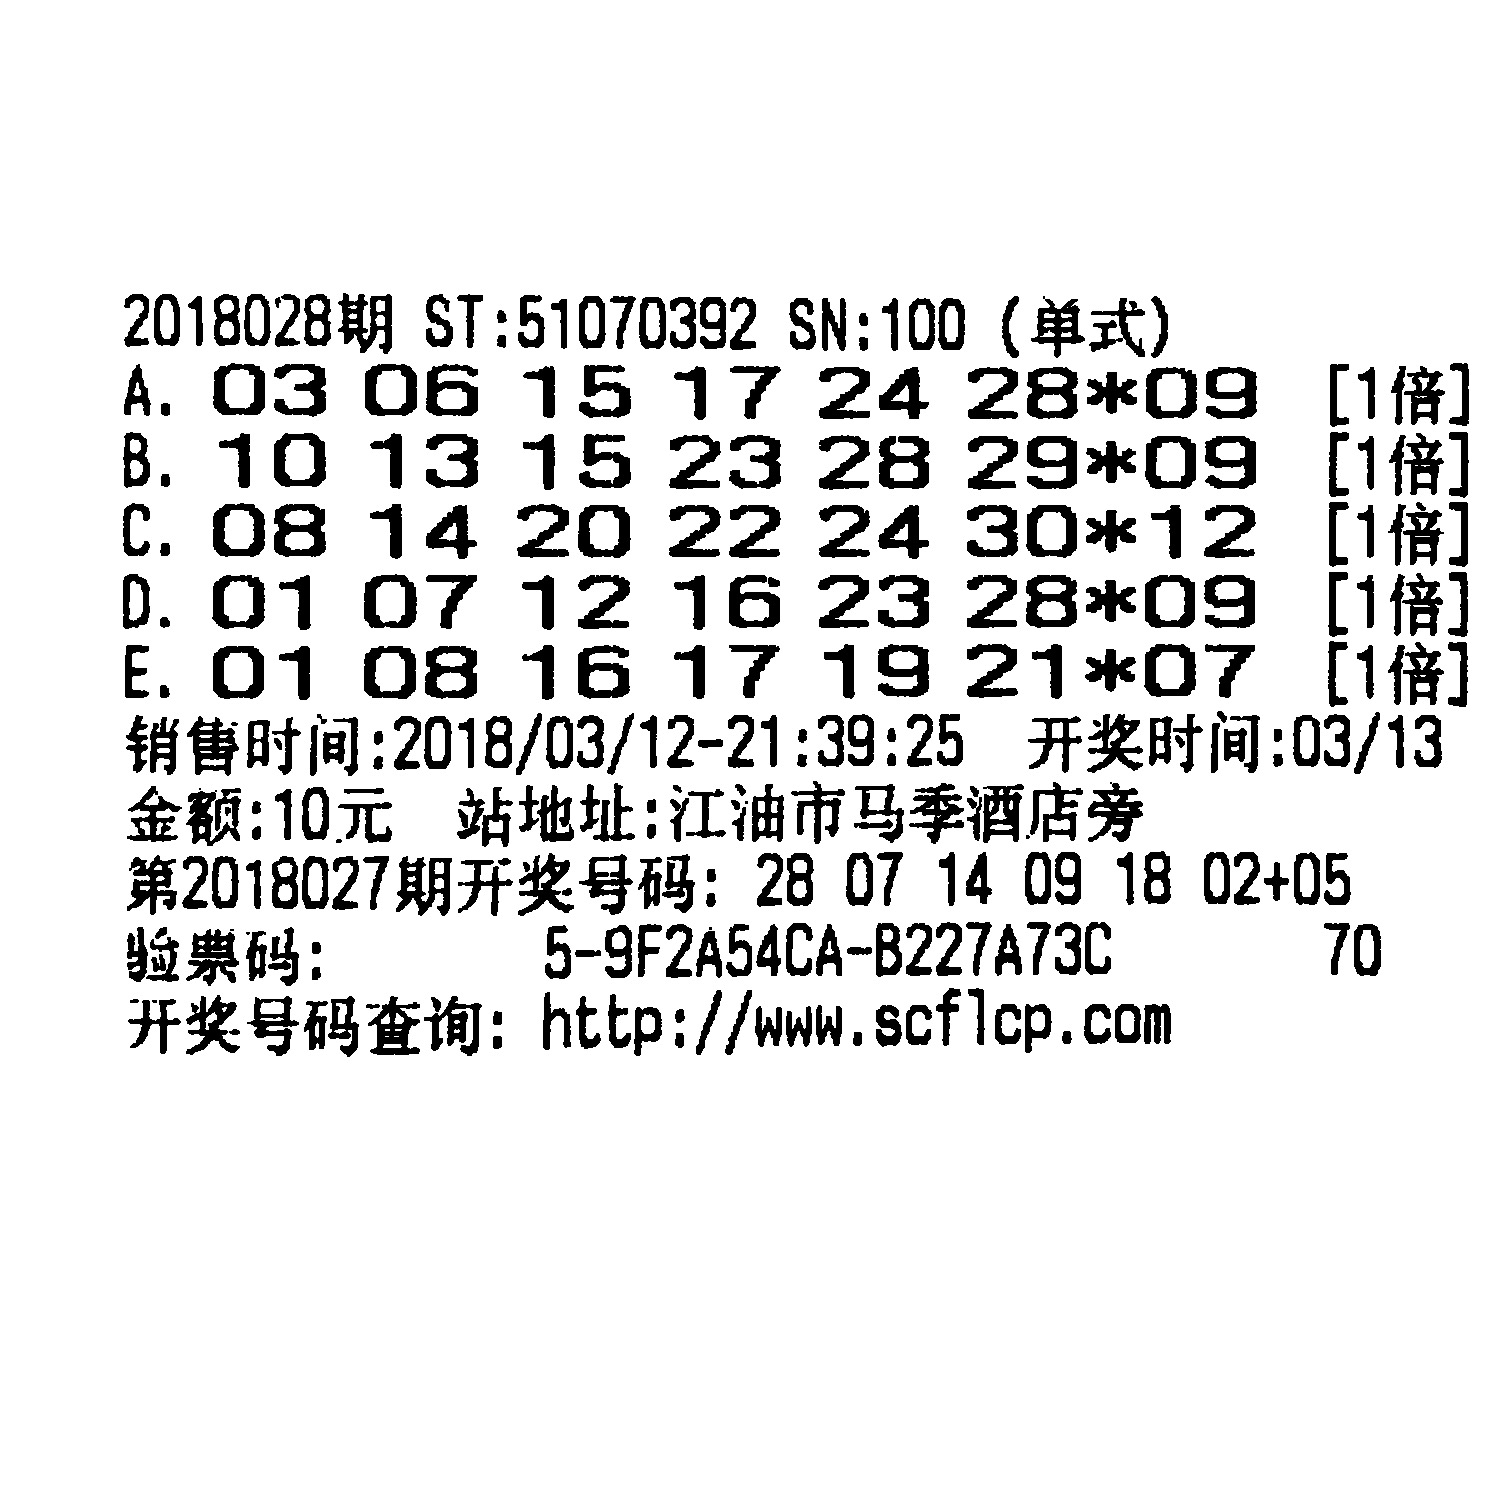 2018028期 ST:51070392 SN:100 (单式)
A. 03 06 15 17 24 28*09 [1倍]
B. 10 13 15 23 28 29*09 [1倍]
C. 08 14 20 22 24 30*12 [1倍]
D. 01 07 12 16 23 28*09 [1倍]
E. 01 08 16 17 19 21*07 [1倍]
销售时间:2018/03/12-21:39:25 开奖时间:03/13
金额:10元 站地址:江油市马季酒店旁
第2018027期开奖号码: 28 07 14 09 18 02+05
验票码: 5-9F2A54CA-B227A73C 70
开奖号码查询: http://www.scflcp.com